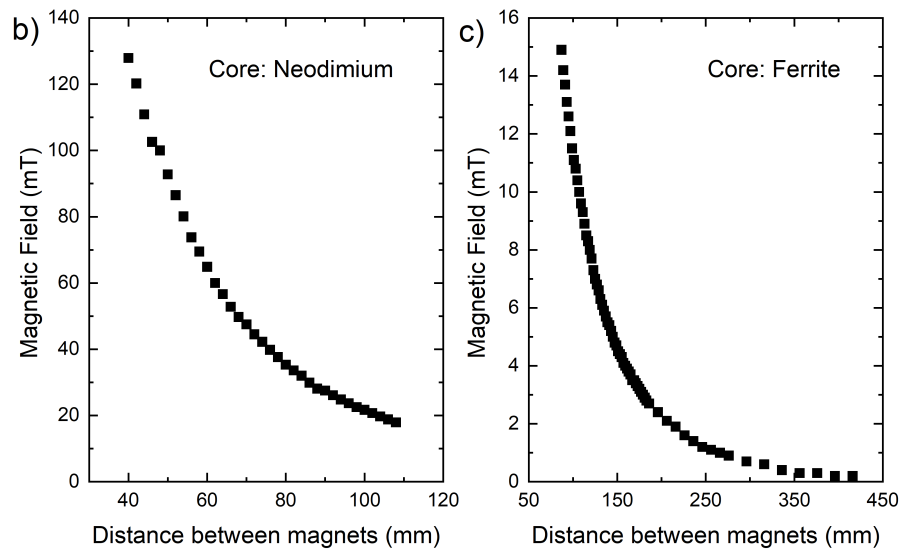 b)
Core: Neodimium
Magnetic Field (mT)
140
120
100
80
60
40
20
0
40 60 80 100 120
Distance between magnets (mm)
c)
Core: Ferrite
Magnetic Field (mT)
16
14
12
10
8
6
4
2
0
50 150 250 350 450
Distance between magnets (mm)